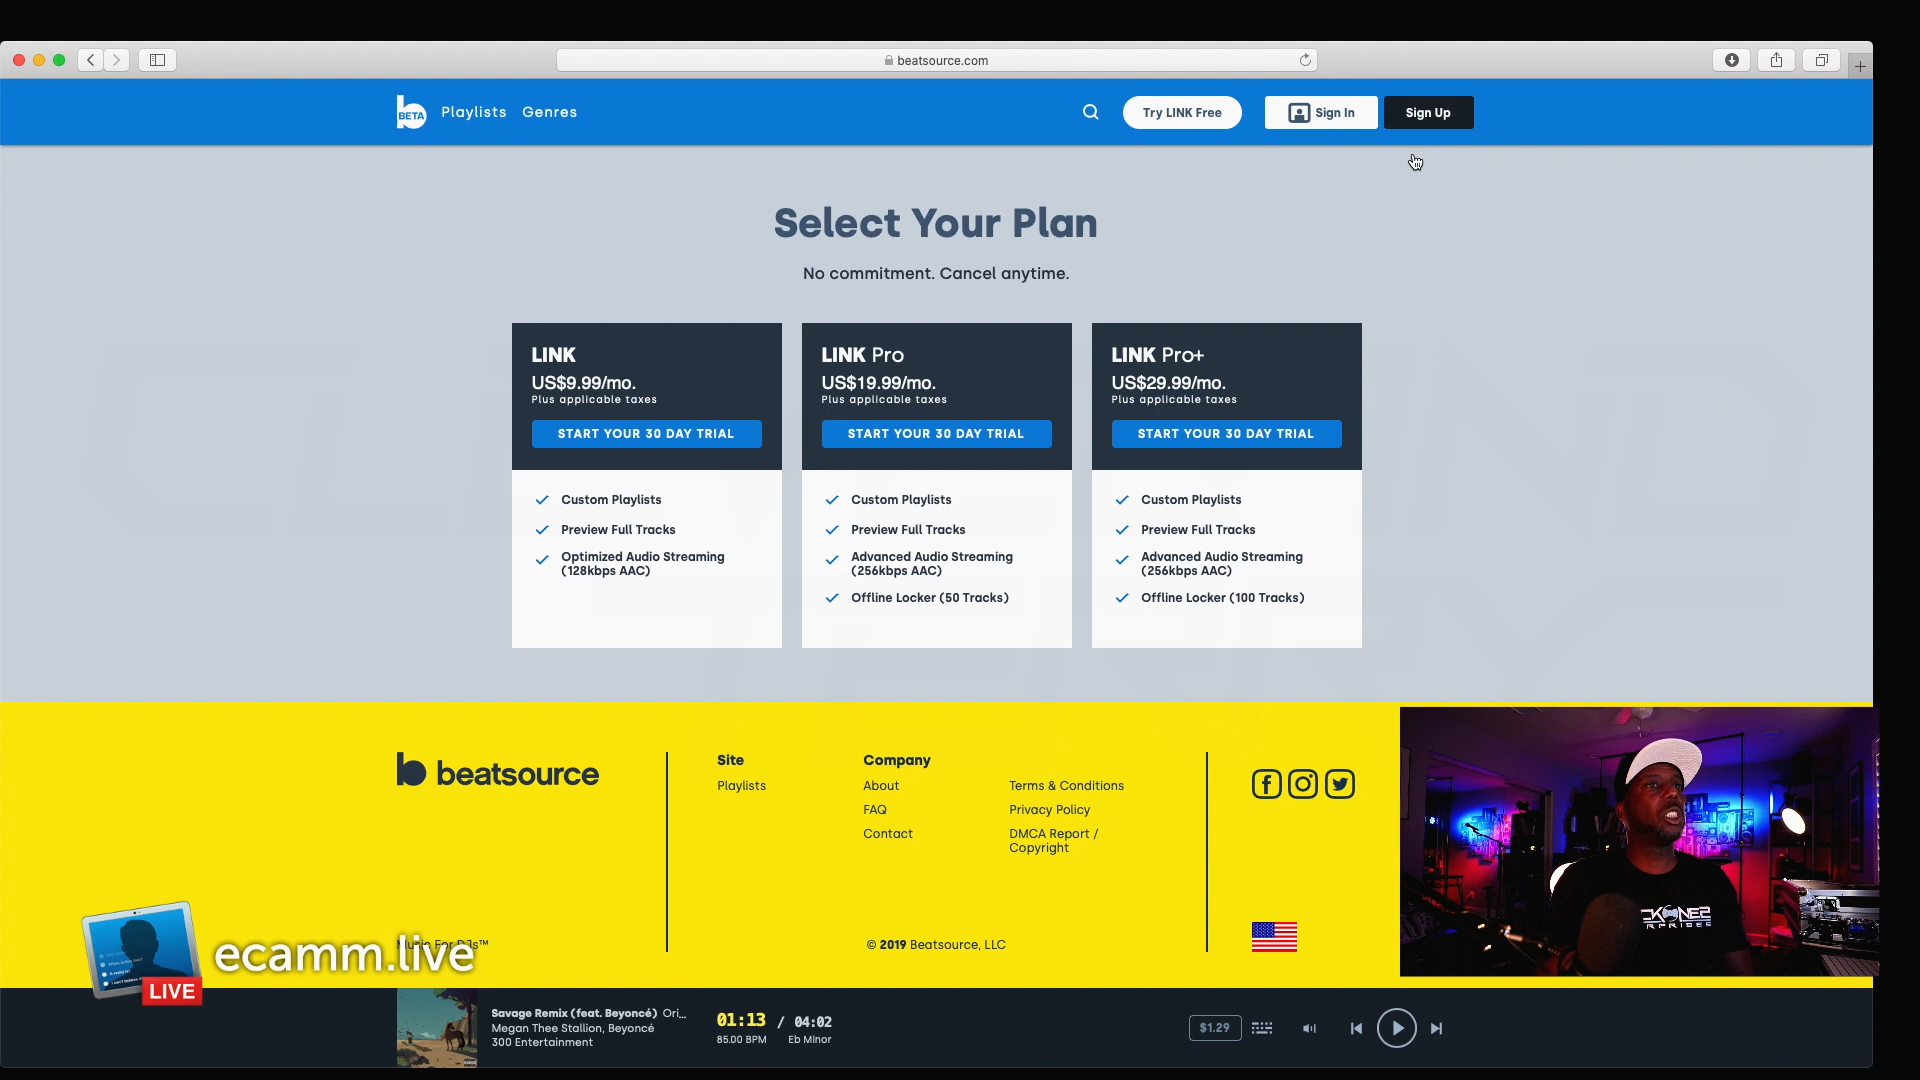 beatsource.com
BETA
Playlists
Genres
Try LINK Free
Sign In
Sign Up
Select Your Plan
No commitment. Cancel anytime.
LINK
US$9.99/mo.
Plus applicable taxes
START YOUR 30 DAY TRIAL
Custom Playlists
Preview Full Tracks
Optimized Audio Streaming
(128kbps AAC)
LINK Pro
US$19.99/mo.
Plus applicable taxes
START YOUR 30 DAY TRIAL
Custom Playlists
Preview Full Tracks
Advanced Audio Streaming
(256kbps AAC)
Offline Locker (50 Tracks)
LINK Pro+
US$29.99/mo.
Plus applicable taxes
START YOUR 30 DAY TRIAL
Custom Playlists
Preview Full Tracks
Advanced Audio Streaming
(256kbps AAC)
Offline Locker (100 Tracks)
beatsource
Site
Playlists
Company
About
FAQ
Contact
Terms & Conditions
Privacy Policy
DMCA Report /
Copyright
© 2019 Beatsource, LLC
ecamm.live
LIVE
Savage Remix (feat. Beyoncé) Ori...
Megan Thee Stallion, Beyoncé
300 Entertainment
01:13 / 04:02
85.00 BPM
Eb Minor
$1.29